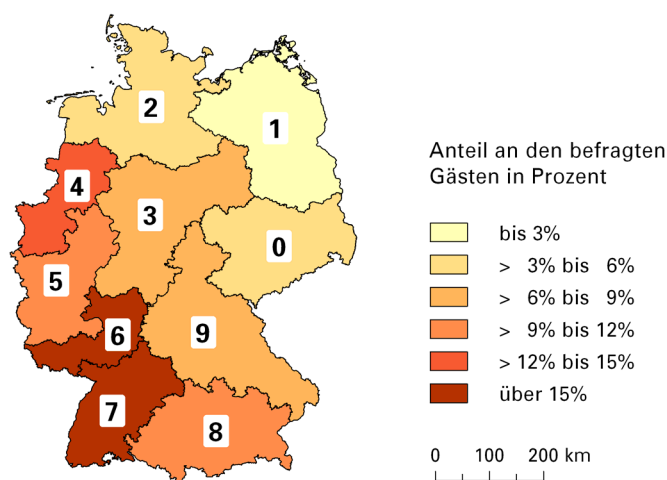 2
1
4
3
0
5
6
9
7
8
Anteil an den befragten
Gästen in Prozent
bis 3%
> 3% bis 6%
> 6% bis 9%
> 9% bis 12%
> 12% bis 15%
über 15%
0 100 200 km